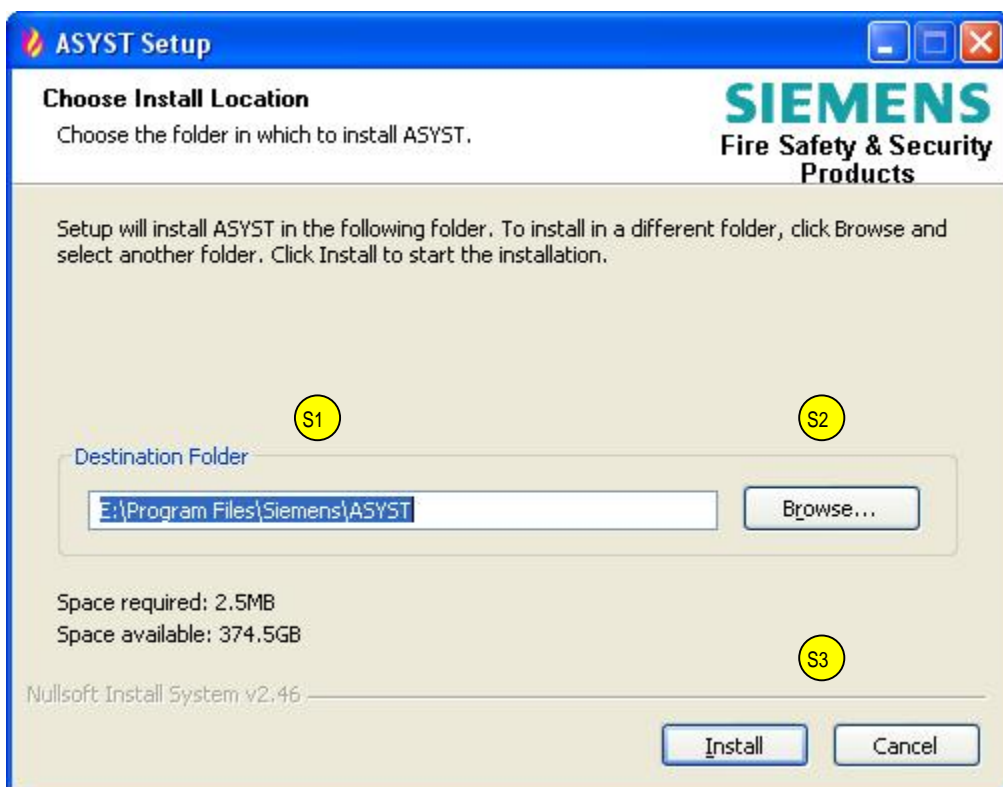 ASYST Setup
Choose Install Location
Choose the folder in which to install ASYST.
SIEMENS
Fire Safety & Security
Products
Setup will install ASYST in the following folder. To install in a different folder, click Browse and
select another folder. Click Install to start the installation.
S1
S2
Destination Folder
E:\Program Files\Siemens\ASYST
Browse...
Space required: 2.5MB
Space available: 374.5GB
S3
Nullsoft Install System v2.46
Install
Cancel